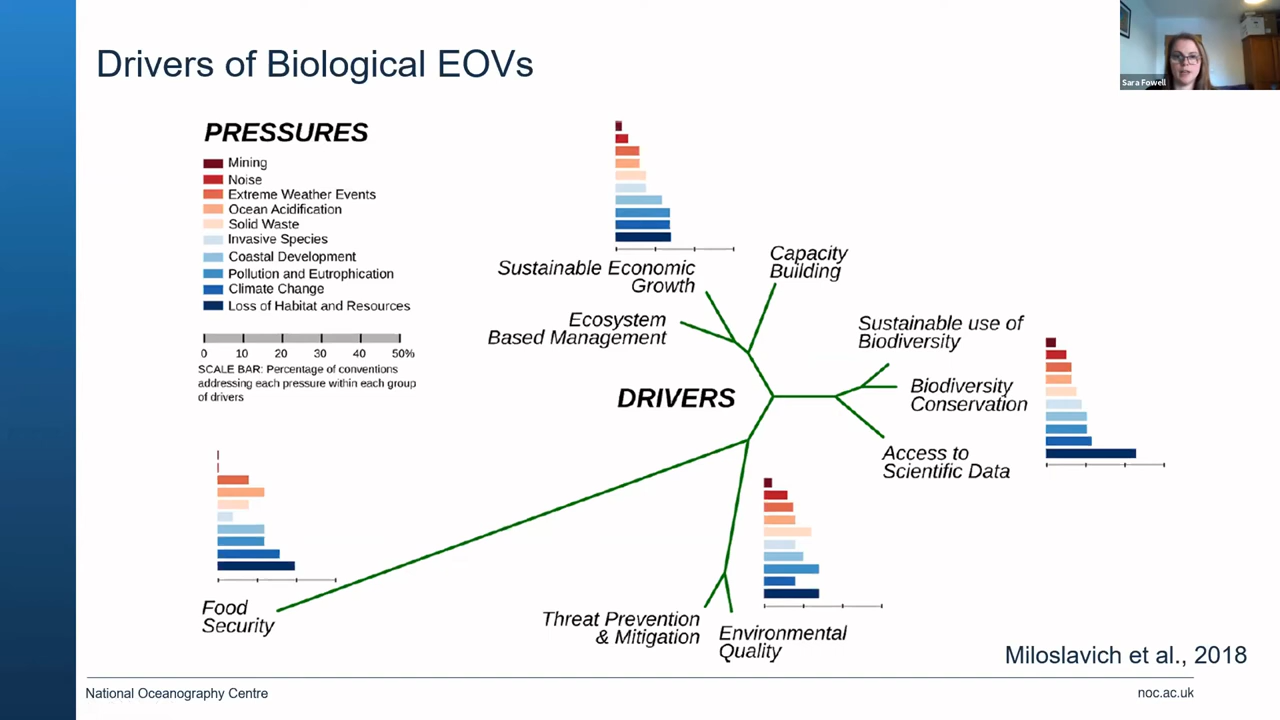 Drivers of Biological EOVs
Sara Fowell
PRESSURES
Mining
Noise
Extreme Weather Events
Ocean Acidification
Solid Waste
Invasive Species
Coastal Development
Pollution and Eutrophication
Climate Change
Loss of Habitat and Resources
0 10 20 30 40 50%
SCALE BAR: Percentage of conventions
addressing each pressure within each group
of drivers
Sustainable Economic
Growth
Capacity
Building
Ecosystem
Based Management
Sustainable use of
Biodiversity
DRIVERS
Biodiversity
Conservation
Access to
Scientific Data
Food
Security
Threat Prevention
& Mitigation
Environmental
Quality
Miloslavich et al., 2018
National Oceanography Centre
noc.ac.uk